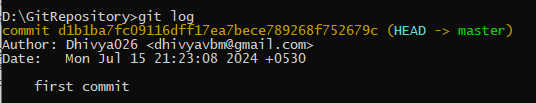 D:\GitRepository>git log
commit d1b1ba7fc09116dff17ea7bece789268f752679c (HEAD -> master)
Author: Dhivya026 <dhivyavbm@gmail.com>
Date:   Mon Jul 15 21:23:08 2024 +0530
    first commit